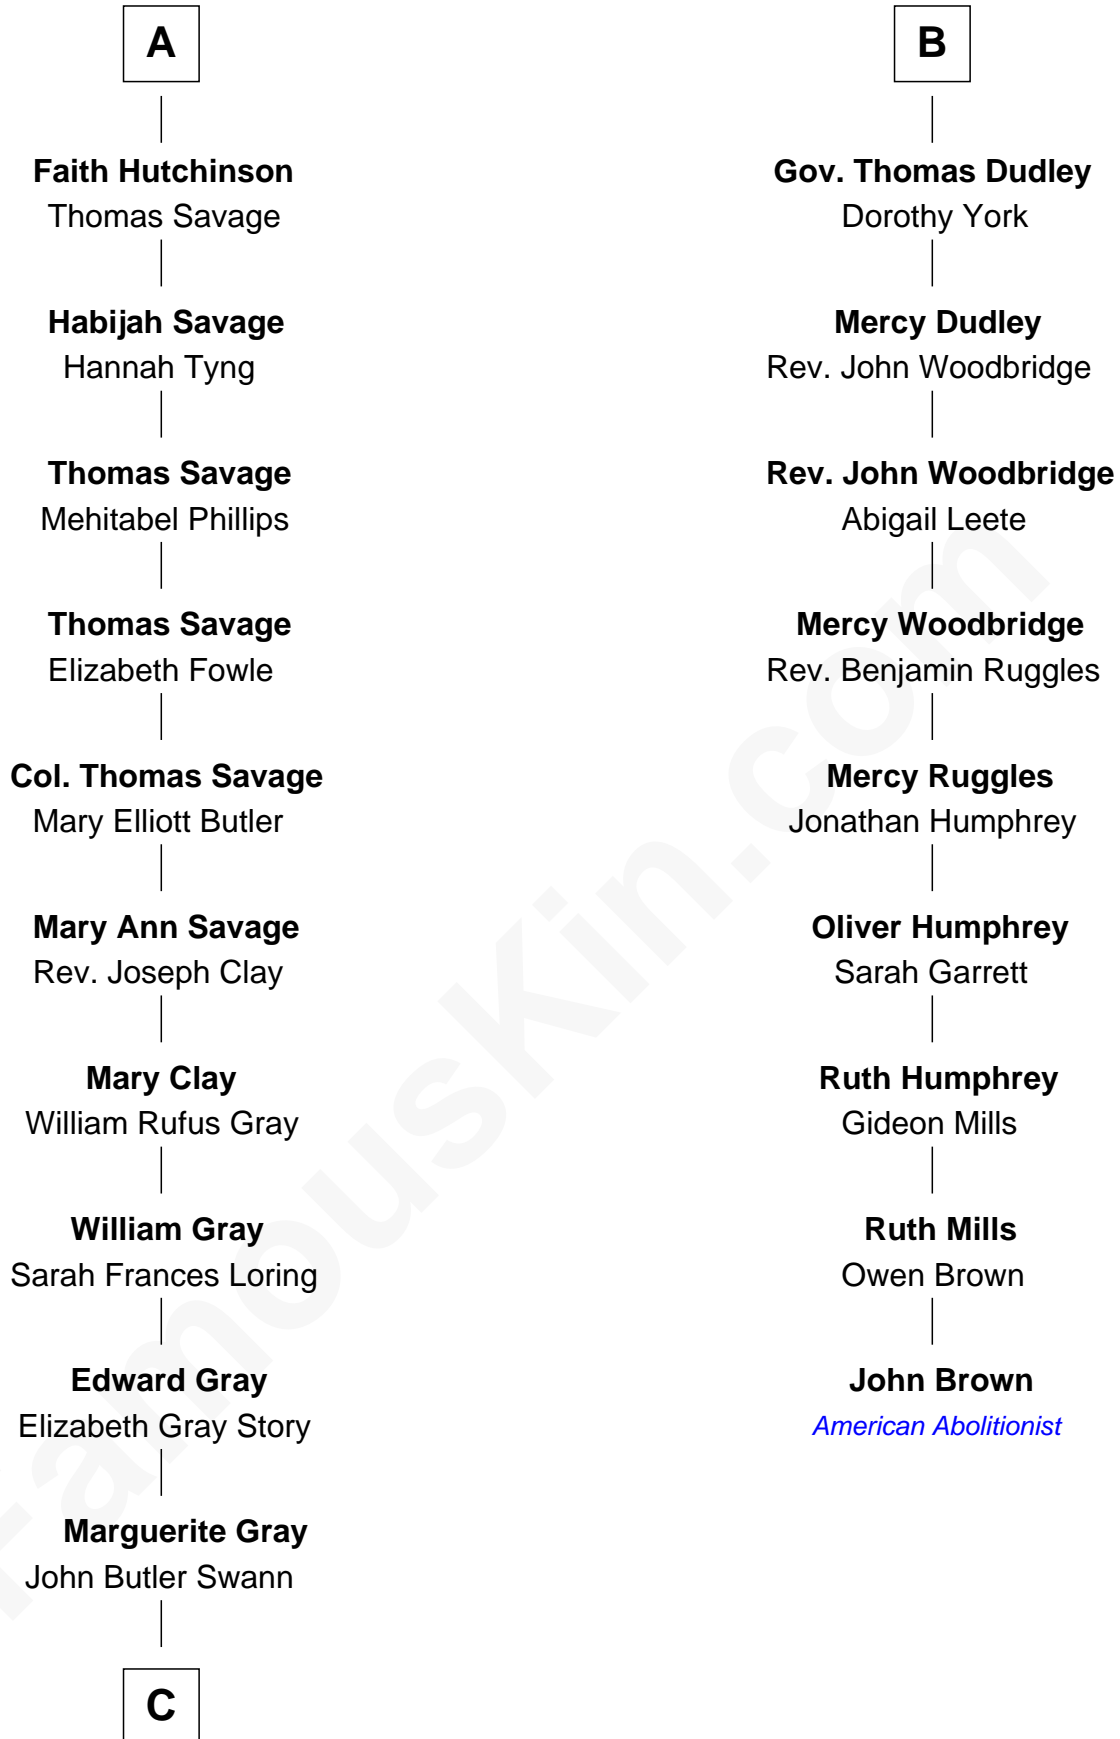 A
Faith Hutchinson
Thomas Savage
Habijah Savage
Hannah Tyng
Thomas Savage
Mehitabel Phillips
Thomas Savage
Elizabeth Fowle
Col. Thomas Savage
Mary Elliott Butler
Mary Ann Savage
Rev. Joseph Clay
Mary Clay
William Rufus Gray
William Gray
Sarah Frances Loring
Edward Gray
Elizabeth Gray Story
Marguerite Gray
John Butler Swann
C
B
Gov. Thomas Dudley
Dorothy York
Mercy Dudley
Rev. John Woodbridge
Rev. John Woodbridge
Abigail Leete
Mercy Woodbridge
Rev. Benjamin Ruggles
Mercy Ruggles
Jonathan Humphrey
Oliver Humphrey
Sarah Garrett
Ruth Humphrey
Gideon Mills
Ruth Mills
Owen Brown
John Brown
American Abolitionist
FamousKin.com